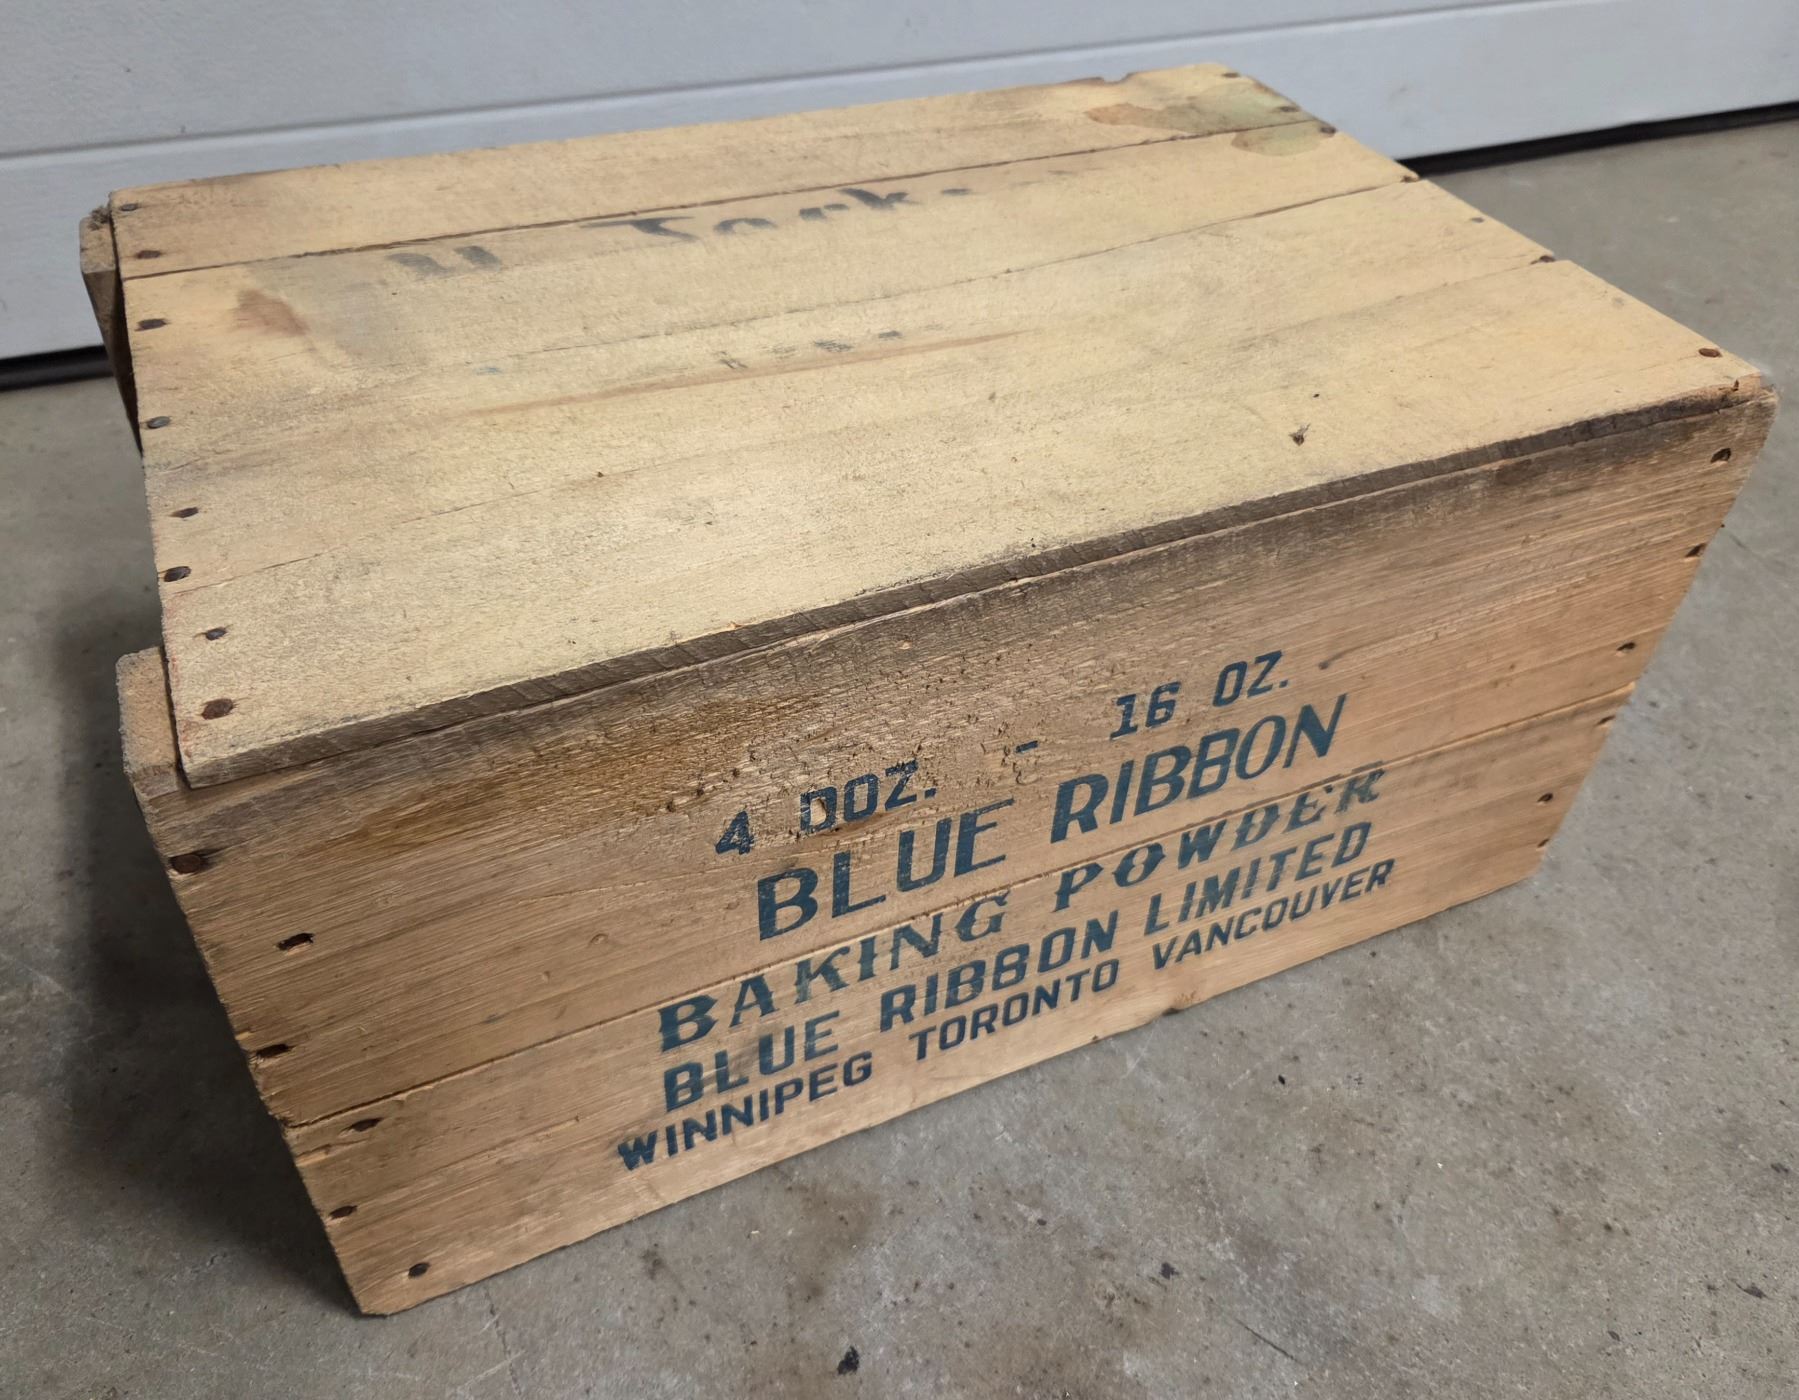 4 DOZ. - 16 OZ.
BLUE RIBBON
BAKING POWDER
BLUE RIBBON LIMITED
WINNIPEG TORONTO VANCOUVER